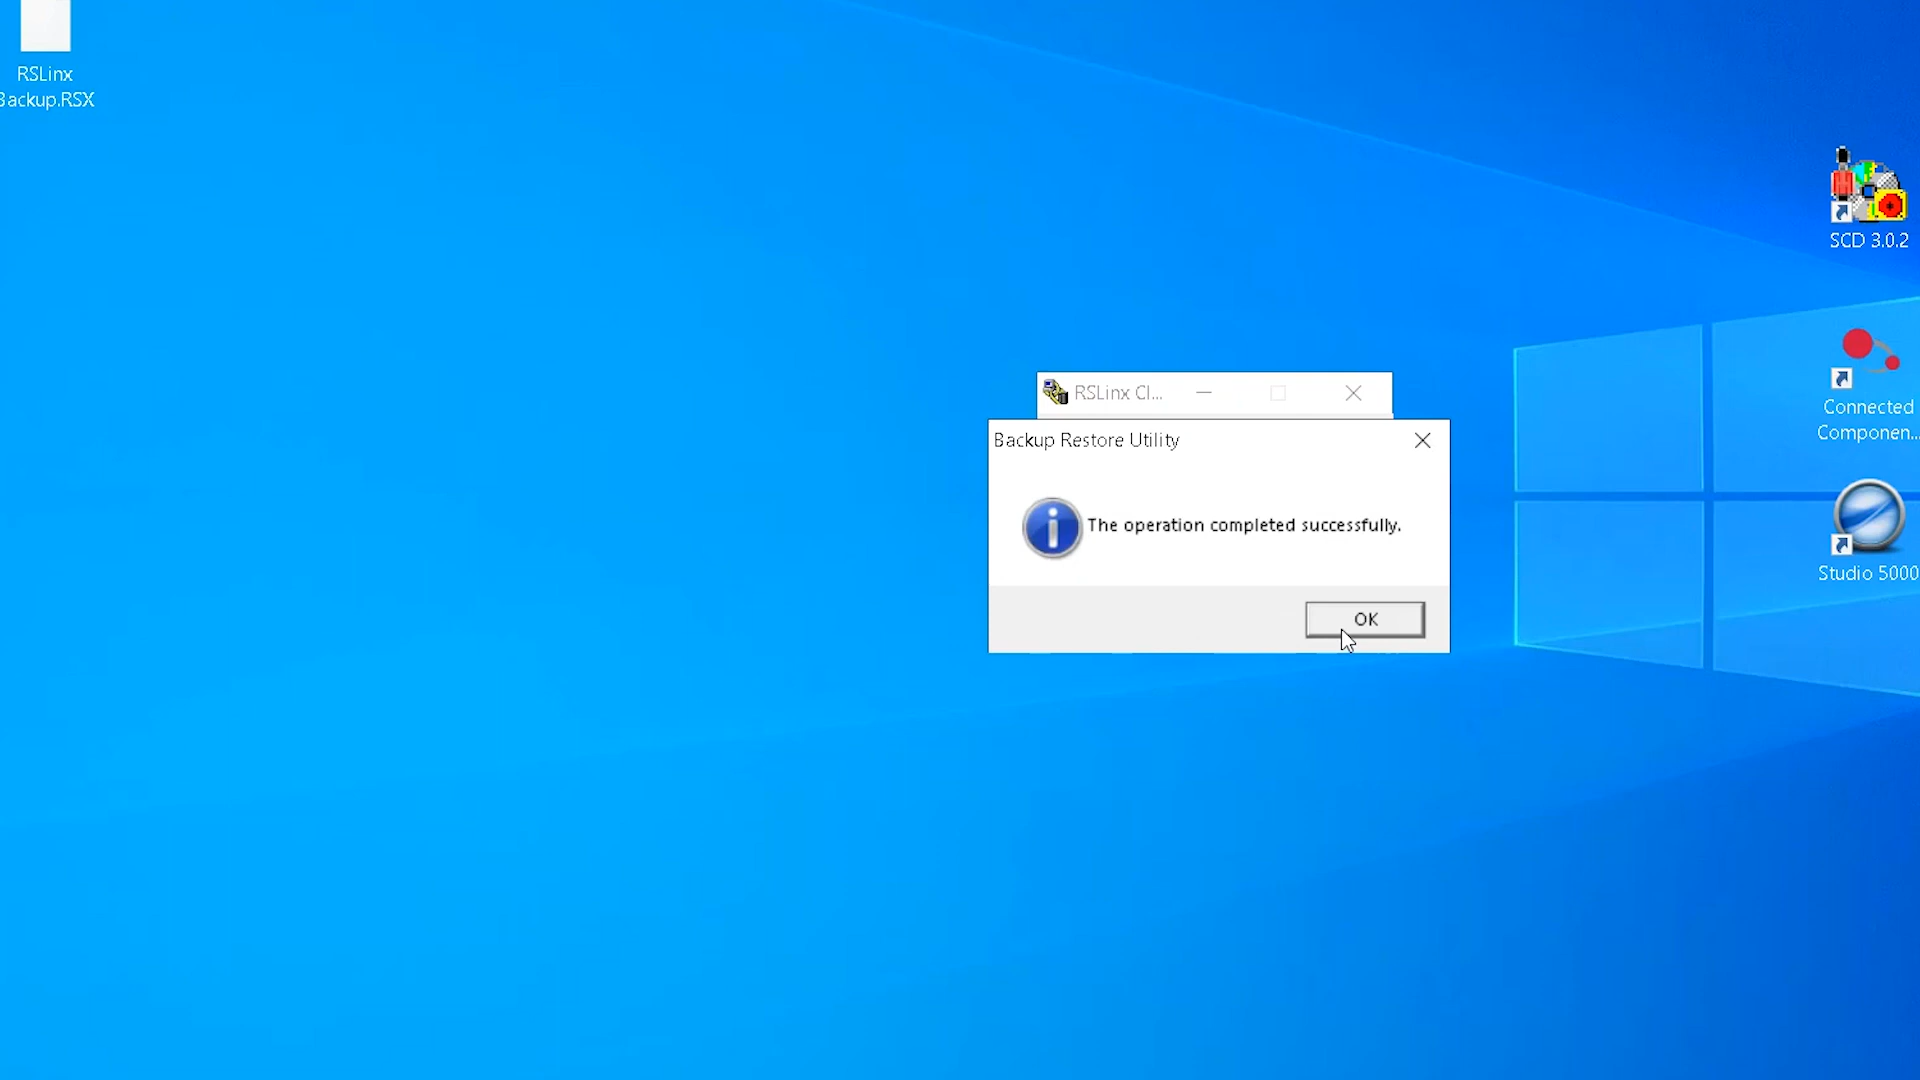 RSLinx
Backup.RSX
SCD 3.0.2
Connected
Componen...
Studio 5000
RSLinx Cl...
Backup Restore Utility
The operation completed successfully.
OK